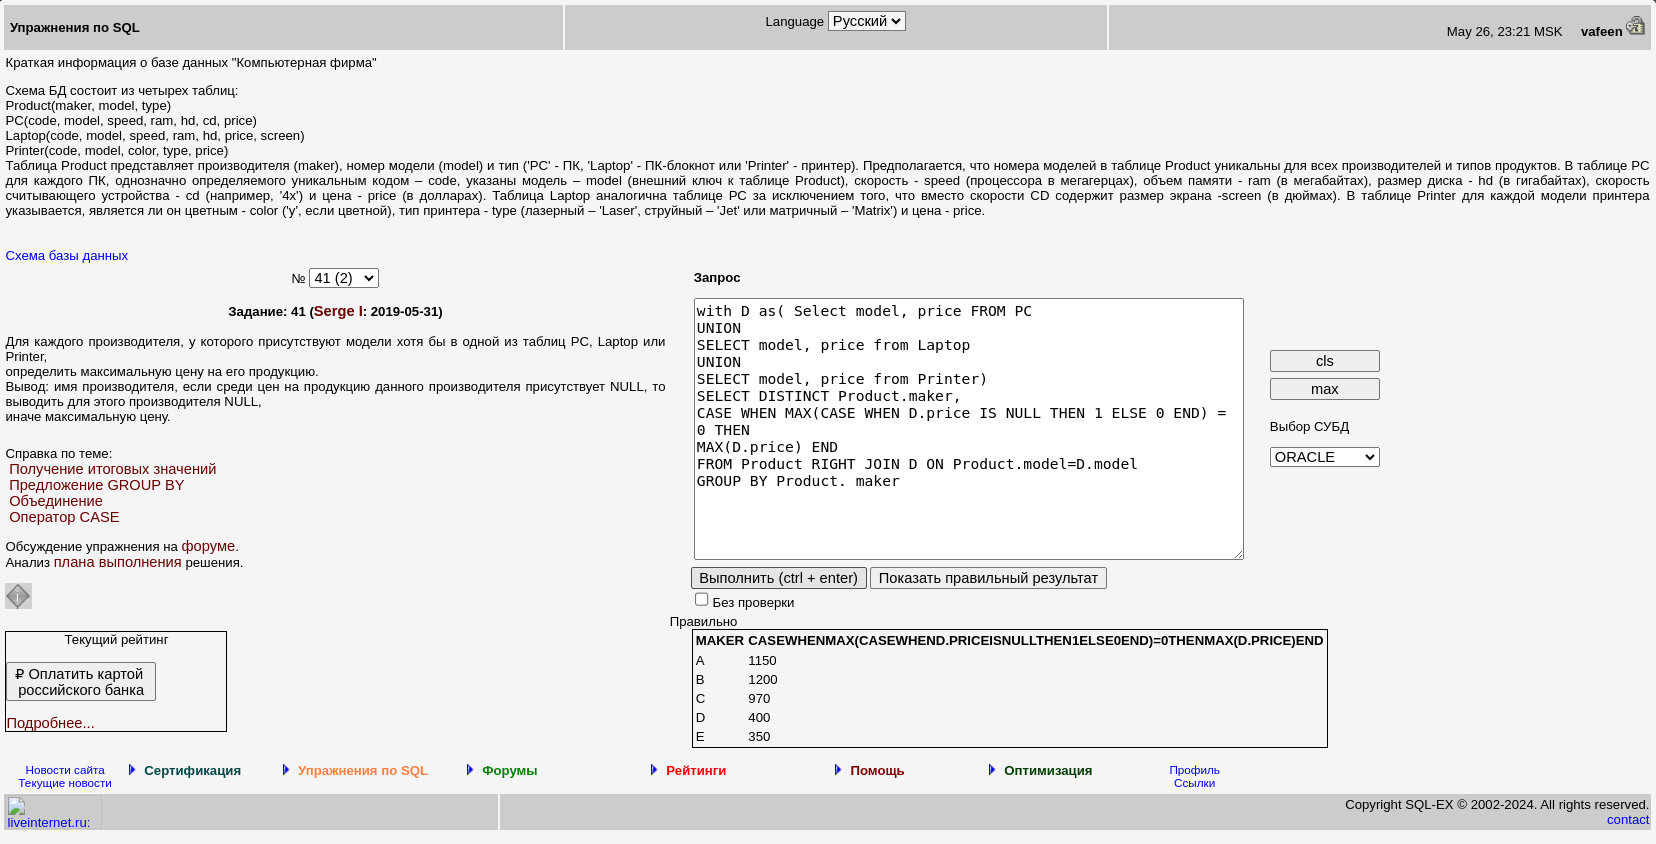 Упражнения по SQL
Language Русский
May 26, 23:21 MSK vafeen
Краткая информация о базе данных "Компьютерная фирма"
Схема БД состоит из четырех таблиц:
Product(maker, model, type)
PC(code, model, speed, ram, hd, cd, price)
Laptop(code, model, speed, ram, hd, price, screen)
Printer(code, model, color, type, price)
Таблица Product представляет производителя (maker), номер модели (model) и тип ('PC' - ПК, 'Laptop' - ПК-блокнот или 'Printer' - принтер). Предполагается, что номера моделей в таблице Product уникальны для всех производителей и типов продуктов. В таблице PC
для каждого ПК, однозначно определяемого уникальным кодом – code, указаны модель – model (внешний ключ к таблице Product), скорость - speed (процессора в мегагерцах), объем памяти - ram (в мегабайтах), размер диска - hd (в гигабайтах), скорость
считывающего устройства - cd (например, '4x') и цена - price (в долларах). Таблица Laptop аналогична таблице РС за исключением того, что вместо скорости CD содержит размер экрана -screen (в дюймах). В таблице Printer для каждой модели принтера
указывается, является ли он цветным - color ('y', если цветной), тип принтера - type (лазерный – 'Laser', струйный – 'Jet' или матричный – 'Matrix') и цена - price.
Схема базы данных
№ 41 (2)
Задание: 41 (Serge I: 2019-05-31)
Для каждого производителя, у которого присутствуют модели хотя бы в одной из таблиц PC, Laptop или
Printer,
определить максимальную цену на его продукцию.
Вывод: имя производителя, если среди цен на продукцию данного производителя присутствует NULL, то
выводить для этого производителя NULL,
иначе максимальную цену.
Справка по теме:
Получение итоговых значений
Предложение GROUP BY
Объединение
Оператор CASE
Обсуждение упражнения на форуме.
Анализ плана выполнения решения.
Текущий рейтинг
₽ Оплатить картой
российского банка
Подробнее...
Запрос
with D as( Select model, price FROM PC
UNION
SELECT model, price from Laptop
UNION
SELECT model, price from Printer)
SELECT DISTINCT Product.maker,
CASE WHEN MAX(CASE WHEN D.price IS NULL THEN 1 ELSE 0 END) =
0 THEN
MAX(D.price) END
FROM Product RIGHT JOIN D ON Product.model=D.model
GROUP BY Product. maker
cls
max
Выбор СУБД
ORACLE
Выполнить (ctrl + enter) Показать правильный результат
Без проверки
Правильно
MAKER CASEWHENMAX(CASEWHEND.PRICEISNULLTHEN1ELSE0END)=0THENMAX(D.PRICE)END
A 1150
B 1200
C 970
D 400
E 350
Новости сайта
Текущие новости
Сертификация
Упражнения по SQL
Форумы
Рейтинги
Помощь
Оптимизация
Профиль
Ссылки
liveinternet.ru:
Copyright SQL-EX © 2002-2024. All rights reserved.
contact